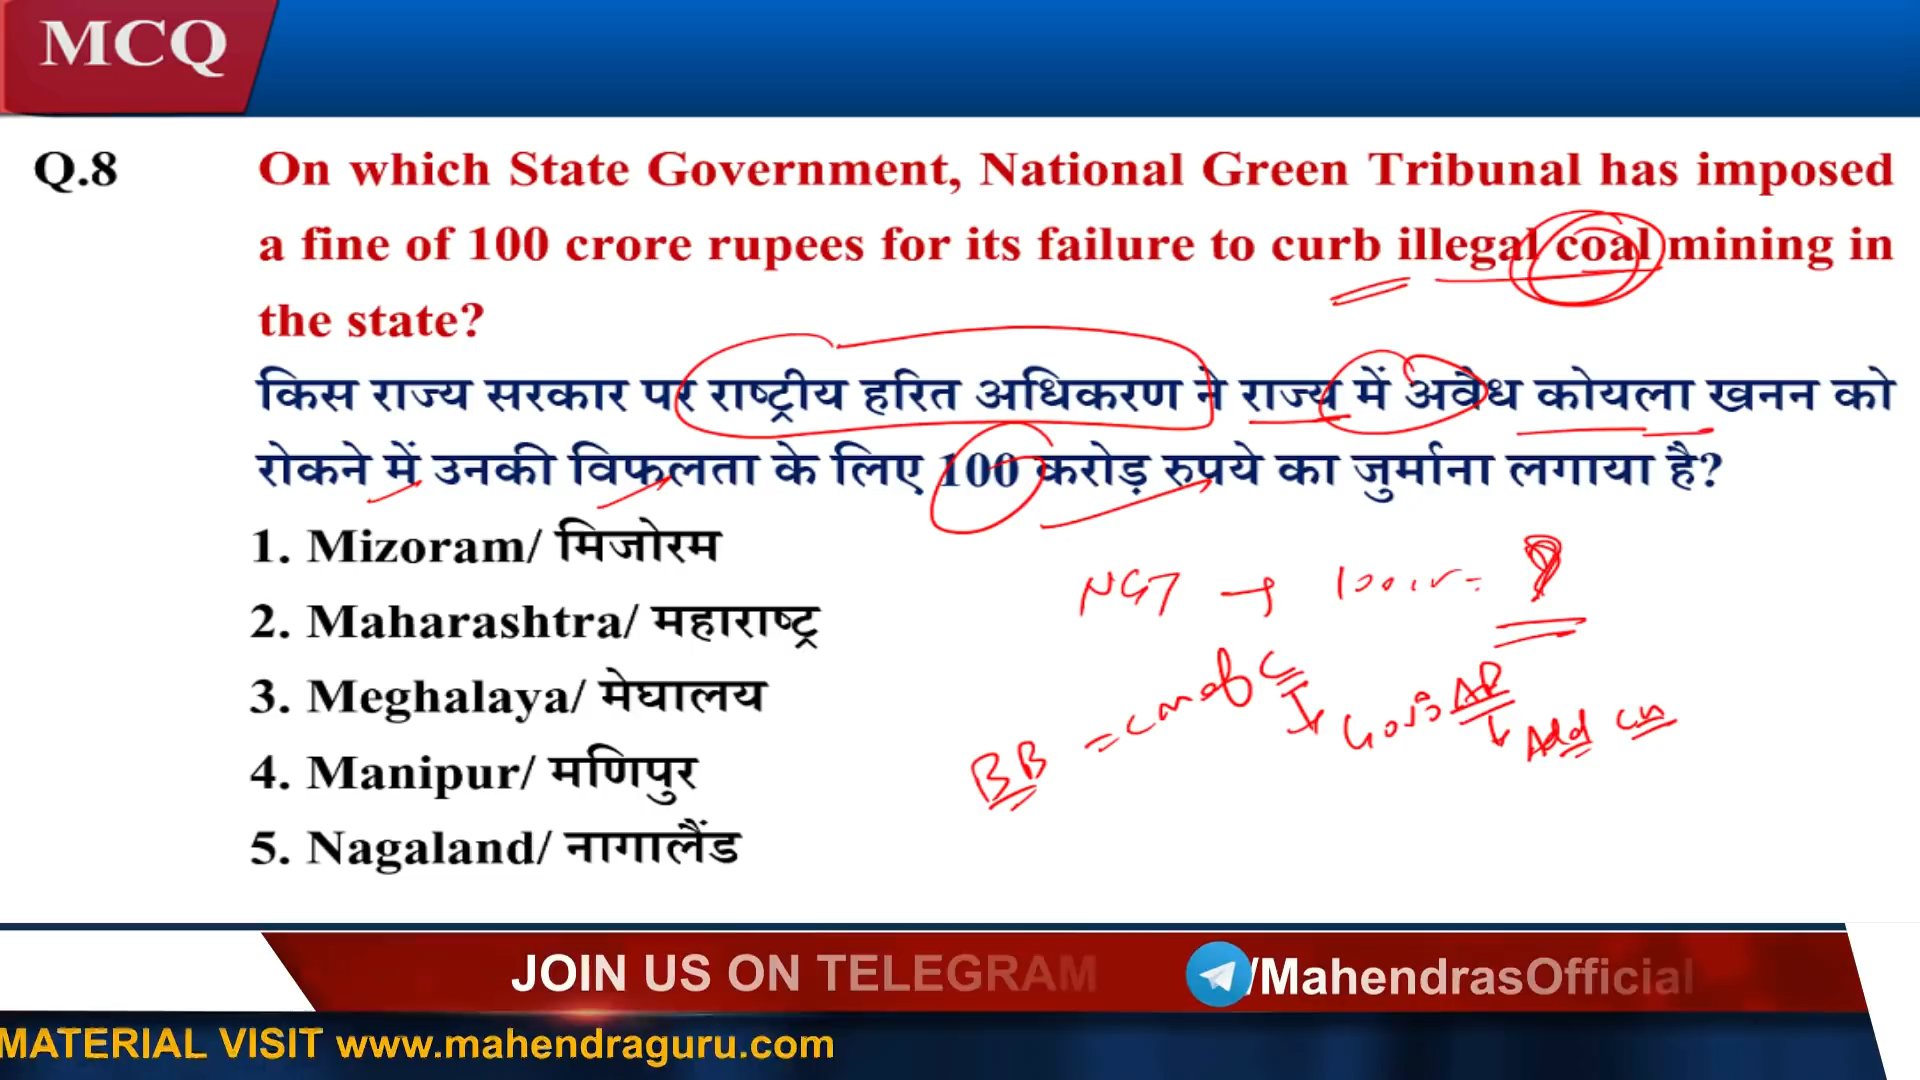 MCQ
Q.8 On which State Government, National Green Tribunal has imposed
a fine of 100 crore rupees for its failure to curb illegal coal mining in
the state?
किस राज्य सरकार पर राष्ट्रीय हरित अधिकरण ने राज्य में अवैध कोयला खनन को
रोकने में उनकी विफलता के लिए 100 करोड़ रुपये का जुर्माना लगाया है?
1. Mizoram/ मिजोरम
2. Maharashtra/ महाराष्ट्र
3. Meghalaya/ मेघालय
4. Manipur/ मणिपुर
5. Nagaland/ नागालैंड
NGT
BB =
Add
JOIN US ON TELEGRAM /MahendrasOfficial
MATERIAL VISIT www.mahendraguru.com